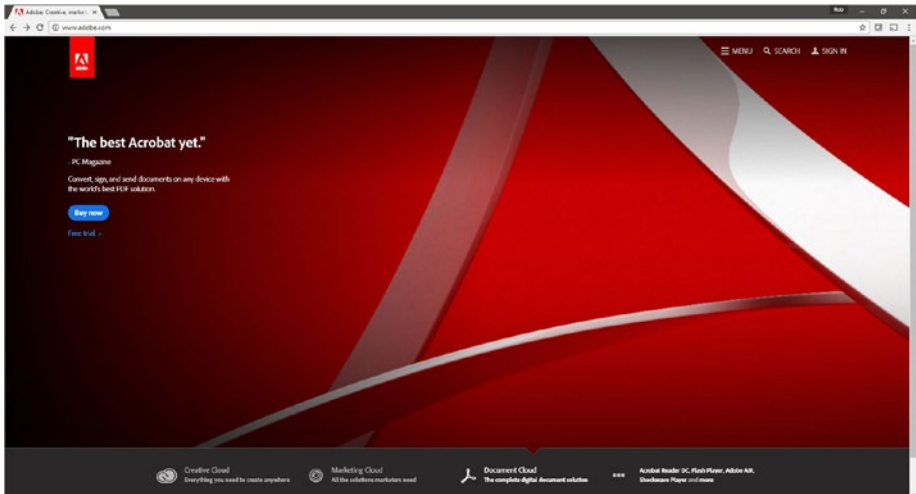 Adobe: Creative, market
www.adobe.com
MENU SEARCH SIGN IN
Adobe
"The best Acrobat yet."
- PC Magazine
Convert, sign, and send documents on any device with
the world's best PDF solution.
Buy now
Free trial ›
Creative Cloud
Everything you need to create anywhere
Marketing Cloud
All the solutions marketers need
Document Cloud
The complete digital document solution
Acrobat Reader DC, Flash Player, Adobe AIR,
Shockwave Player and more